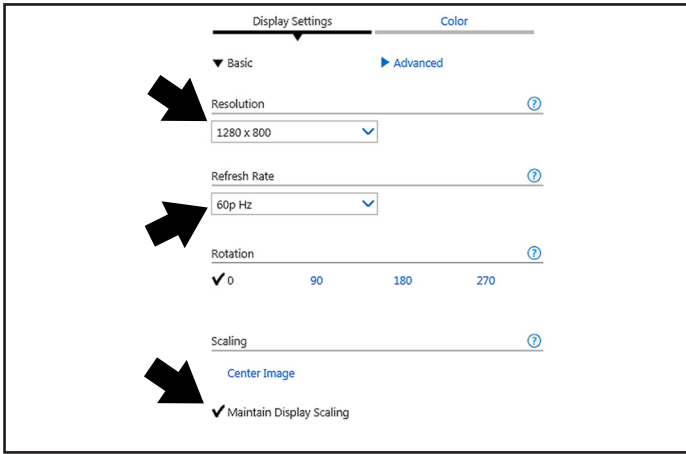 Display Settings Color
Basic Advanced
Resolution ?
1280 x 800
Refresh Rate ?
60p Hz
Rotation ?
0 90 180 270
Scaling ?
Center Image
Maintain Display Scaling